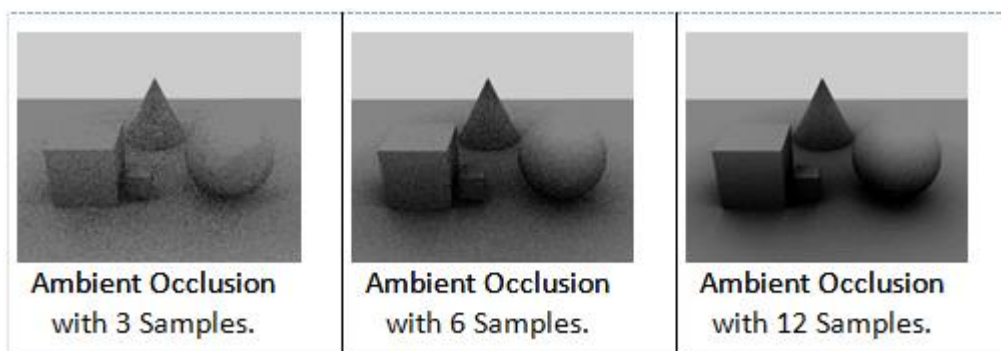 Ambient Occlusion
with 3 Samples.
Ambient Occlusion
with 6 Samples.
Ambient Occlusion
with 12 Samples.